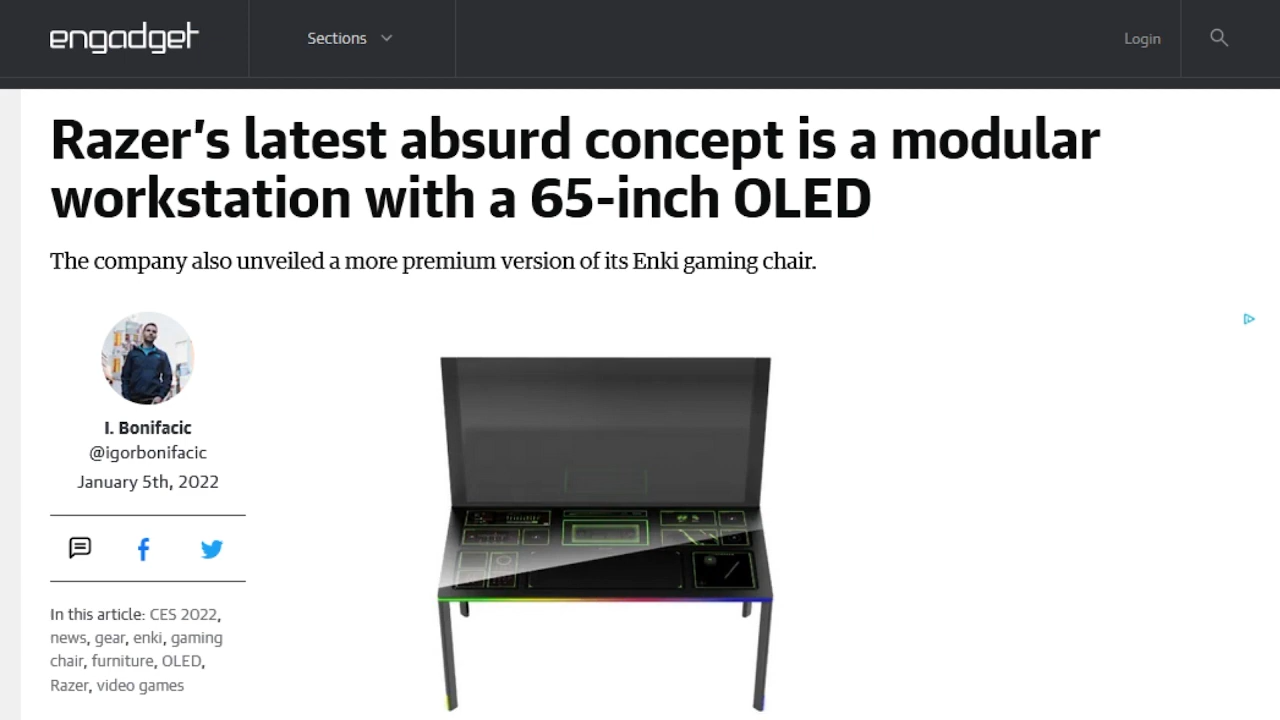 engadget
Sections
Login
Razer’s latest absurd concept is a modular
workstation with a 65-inch OLED
The company also unveiled a more premium version of its Enki gaming chair.
I. Bonifacic
@igorbonifacic
January 5th, 2022
In this article: CES 2022,
news, gear, enki, gaming
chair, furniture, OLED,
Razer, video games